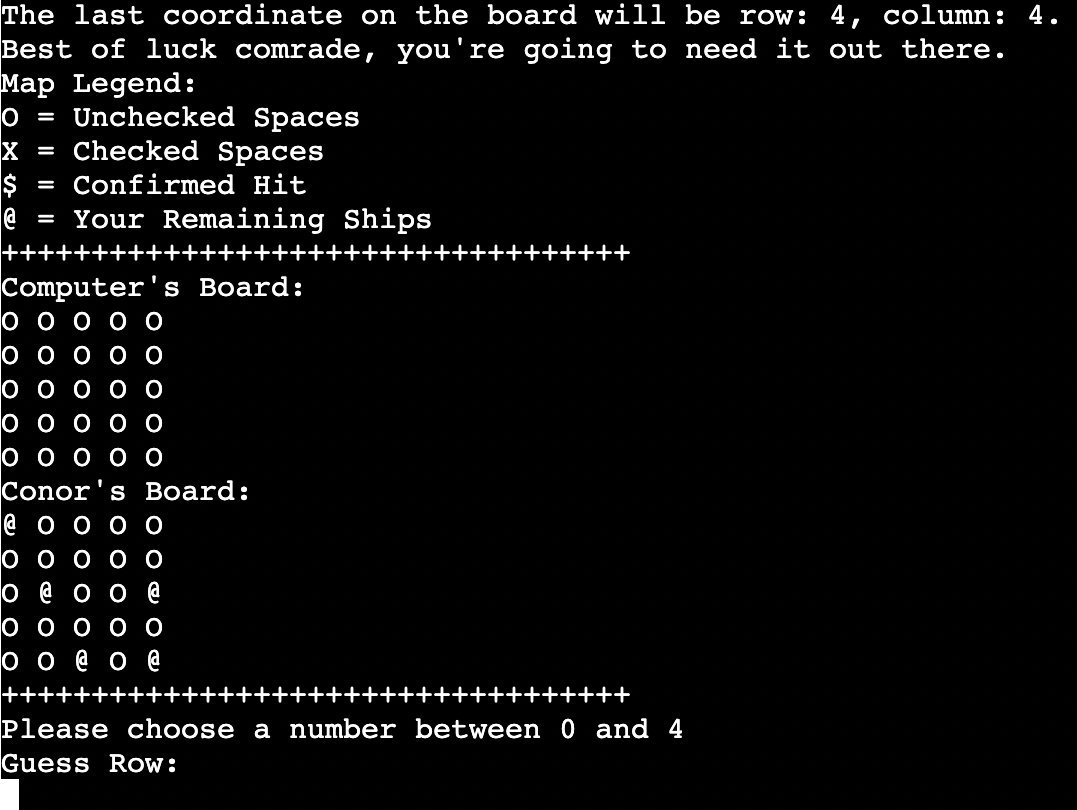 The last coordinate on the board will be row: 4, column: 4.
Best of luck comrade, you're going to need it out there.
Map Legend:
O = Unchecked Spaces
X = Checked Spaces
$ = Confirmed Hit
@ = Your Remaining Ships
+++++++++++++++++++++++++++++++++++
Computer's Board:
O O O O O
O O O O O
O O O O O
O O O O O
O O O O O
Conor's Board:
@ O O O O
O O O O O
O @ O O @
O O O O O
O O @ O @
+++++++++++++++++++++++++++++++++++
Please choose a number between 0 and 4
Guess Row: